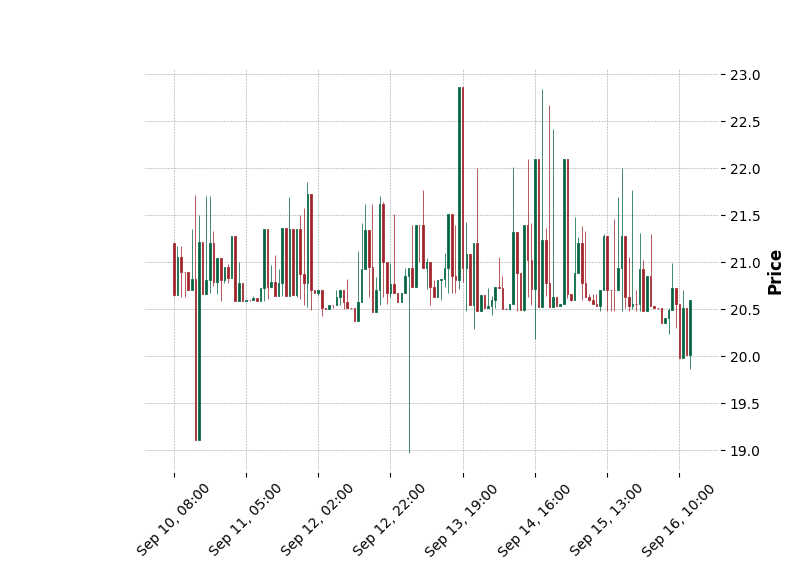 23.0
22.5
22.0
21.5
21.0
20.5
20.0
19.5
19.0
Price
Sep 10, 08:00
Sep 11, 05:00
Sep 12, 02:00
Sep 12, 22:00
Sep 13, 19:00
Sep 14, 16:00
Sep 15, 13:00
Sep 16, 10:00